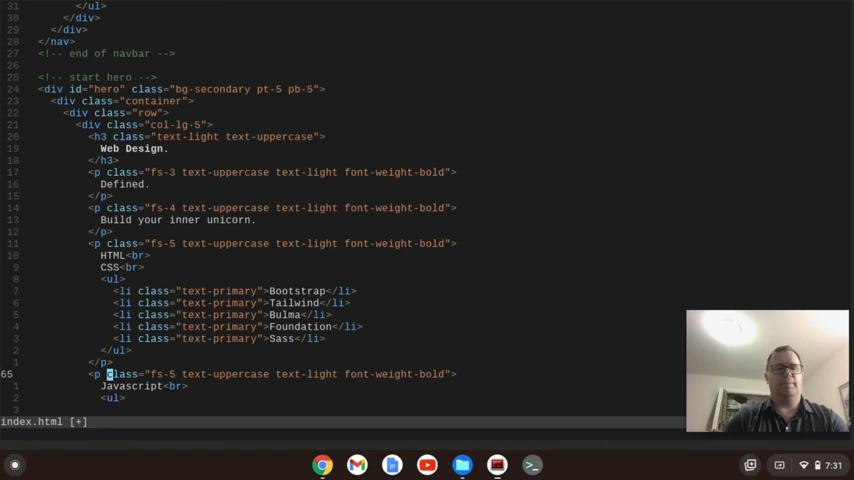 31 </ul>
30 </div>
29 </div>
28 </nav>
27 <!-- end of navbar -->
26
25 <!-- start hero -->
24 <div id="hero" class="bg-secondary pt-5 pb-5">
23 <div class="container">
22 <div class="row">
21 <div class="col-lg-5">
20 <h3 class="text-light text-uppercase">
19 Web Design.
18 </h3>
17 <p class="fs-3 text-uppercase text-light font-weight-bold">
16 Defined.
15 </p>
14 <p class="fs-4 text-uppercase text-light font-weight-bold">
13 Build your inner unicorn.
12 </p>
11 <p class="fs-5 text-uppercase text-light font-weight-bold">
10 HTML<br>
9 CSS<br>
8 <ul>
7 <li class="text-primary">Bootstrap</li>
6 <li class="text-primary">Tailwind</li>
5 <li class="text-primary">Bulma</li>
4 <li class="text-primary">Foundation</li>
3 <li class="text-primary">Sass</li>
2 </ul>
1 </p>
65 <p class="fs-5 text-uppercase text-light font-weight-bold">
1 Javascript<br>
2 <ul>
3
index.html [+]
7:31